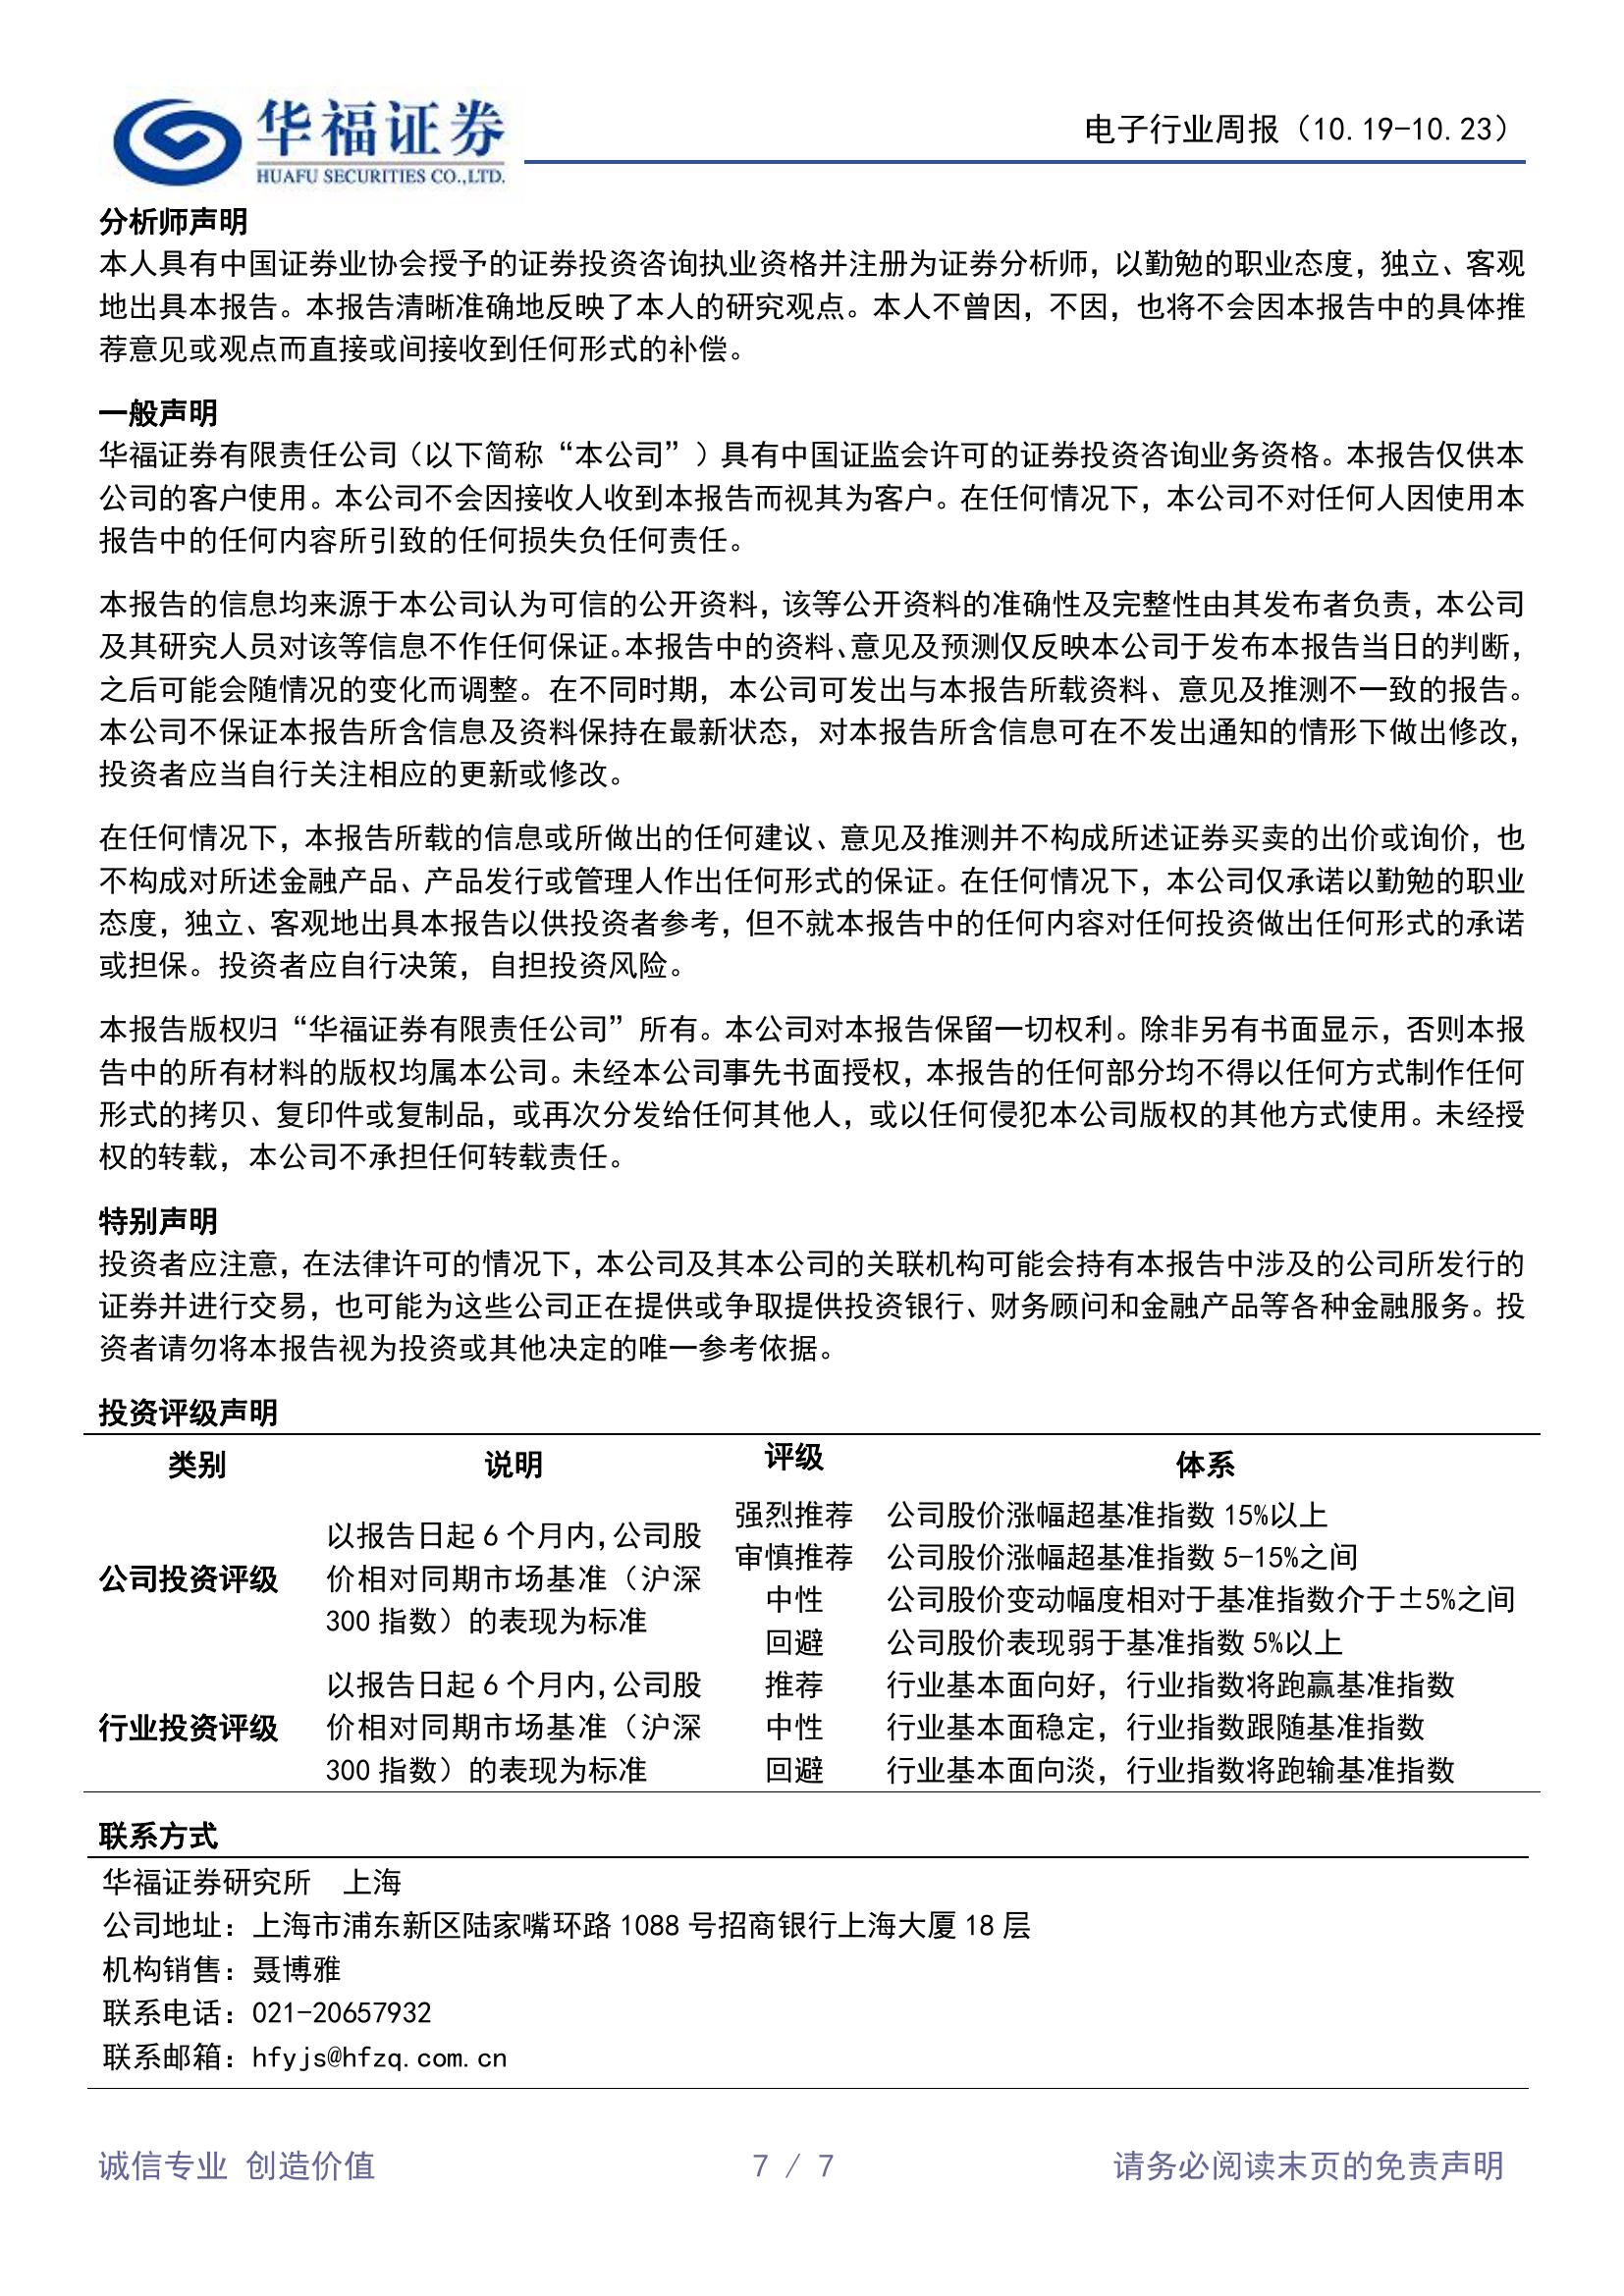 华福证券
HUAFU SECURITIES CO.,LTD.
电子行业周报（10.19-10.23）
分析师声明
本人具有中国证券业协会授予的证券投资咨询执业资格并注册为证券分析师，以勤勉的职业态度，独立、客观
地出具本报告。本报告清晰准确地反映了本人的研究观点。本人不曾因，不因，也将不会因本报告中的具体推
荐意见或观点而直接或间接收到任何形式的补偿。
一般声明
华福证券有限责任公司（以下简称“本公司”）具有中国证监会许可的证券投资咨询业务资格。本报告仅供本
公司的客户使用。本公司不会因接收人收到本报告而视其为客户。在任何情况下，本公司不对任何人因使用本
报告中的任何内容所引致的任何损失负任何责任。
本报告的信息均来源于本公司认为可信的公开资料，该等公开资料的准确性及完整性由其发布者负责，本公司
及其研究人员对该等信息不作任何保证。本报告中的资料、意见及预测仅反映本公司于发布本报告当日的判断，
之后可能会随情况的变化而调整。在不同时期，本公司可发出与本报告所载资料、意见及推测不一致的报告。
本公司不保证本报告所含信息及资料保持在最新状态，对本报告所含信息可在不发出通知的情形下做出修改，
投资者应当自行关注相应的更新或修改。
在任何情况下，本报告所载的信息或所做出的任何建议、意见及推测并不构成所述证券买卖的出价或询价，也
不构成对所述金融产品、产品发行或管理人作出任何形式的保证。在任何情况下，本公司仅承诺以勤勉的职业
态度，独立、客观地出具本报告以供投资者参考，但不就本报告中的任何内容对任何投资做出任何形式的承诺
或担保。投资者应自行决策，自担投资风险。
本报告版权归“华福证券有限责任公司”所有。本公司对本报告保留一切权利。除非另有书面显示，否则本报
告中的所有材料的版权均属本公司。未经本公司事先书面授权，本报告的任何部分均不得以任何方式制作任何
形式的拷贝、复印件或复制品，或再次分发给任何其他人，或以任何侵犯本公司版权的其他方式使用。未经授
权的转载，本公司不承担任何转载责任。
特别声明
投资者应注意，在法律许可的情况下，本公司及其本公司的关联机构可能会持有本报告中涉及的公司所发行的
证券并进行交易，也可能为这些公司正在提供或争取提供投资银行、财务顾问和金融产品等各种金融服务。投
资者请勿将本报告视为投资或其他决定的唯一参考依据。
投资评级声明
类别 说明 评级 体系
公司投资评级
以报告日起 6 个月内，公司股
价相对同期市场基准（沪深
300 指数）的表现为标准
强烈推荐 公司股价涨幅超基准指数 15%以上
审慎推荐 公司股价涨幅超基准指数 5-15%之间
中性 公司股价变动幅度相对于基准指数介于±5%之间
回避 公司股价表现弱于基准指数 5%以上
行业投资评级
以报告日起 6 个月内，公司股
价相对同期市场基准（沪深
300 指数）的表现为标准
推荐 行业基本面向好，行业指数将跑赢基准指数
中性 行业基本面稳定，行业指数跟随基准指数
回避 行业基本面向淡，行业指数将跑输基准指数
联系方式
华福证券研究所 上海
公司地址：上海市浦东新区陆家嘴环路 1088 号招商银行上海大厦 18 层
机构销售：聂博雅
联系电话：021-20657932
联系邮箱：hfyjs@hfzq.com.cn
诚信专业 创造价值 7 / 7 请务必阅读末页的免责声明